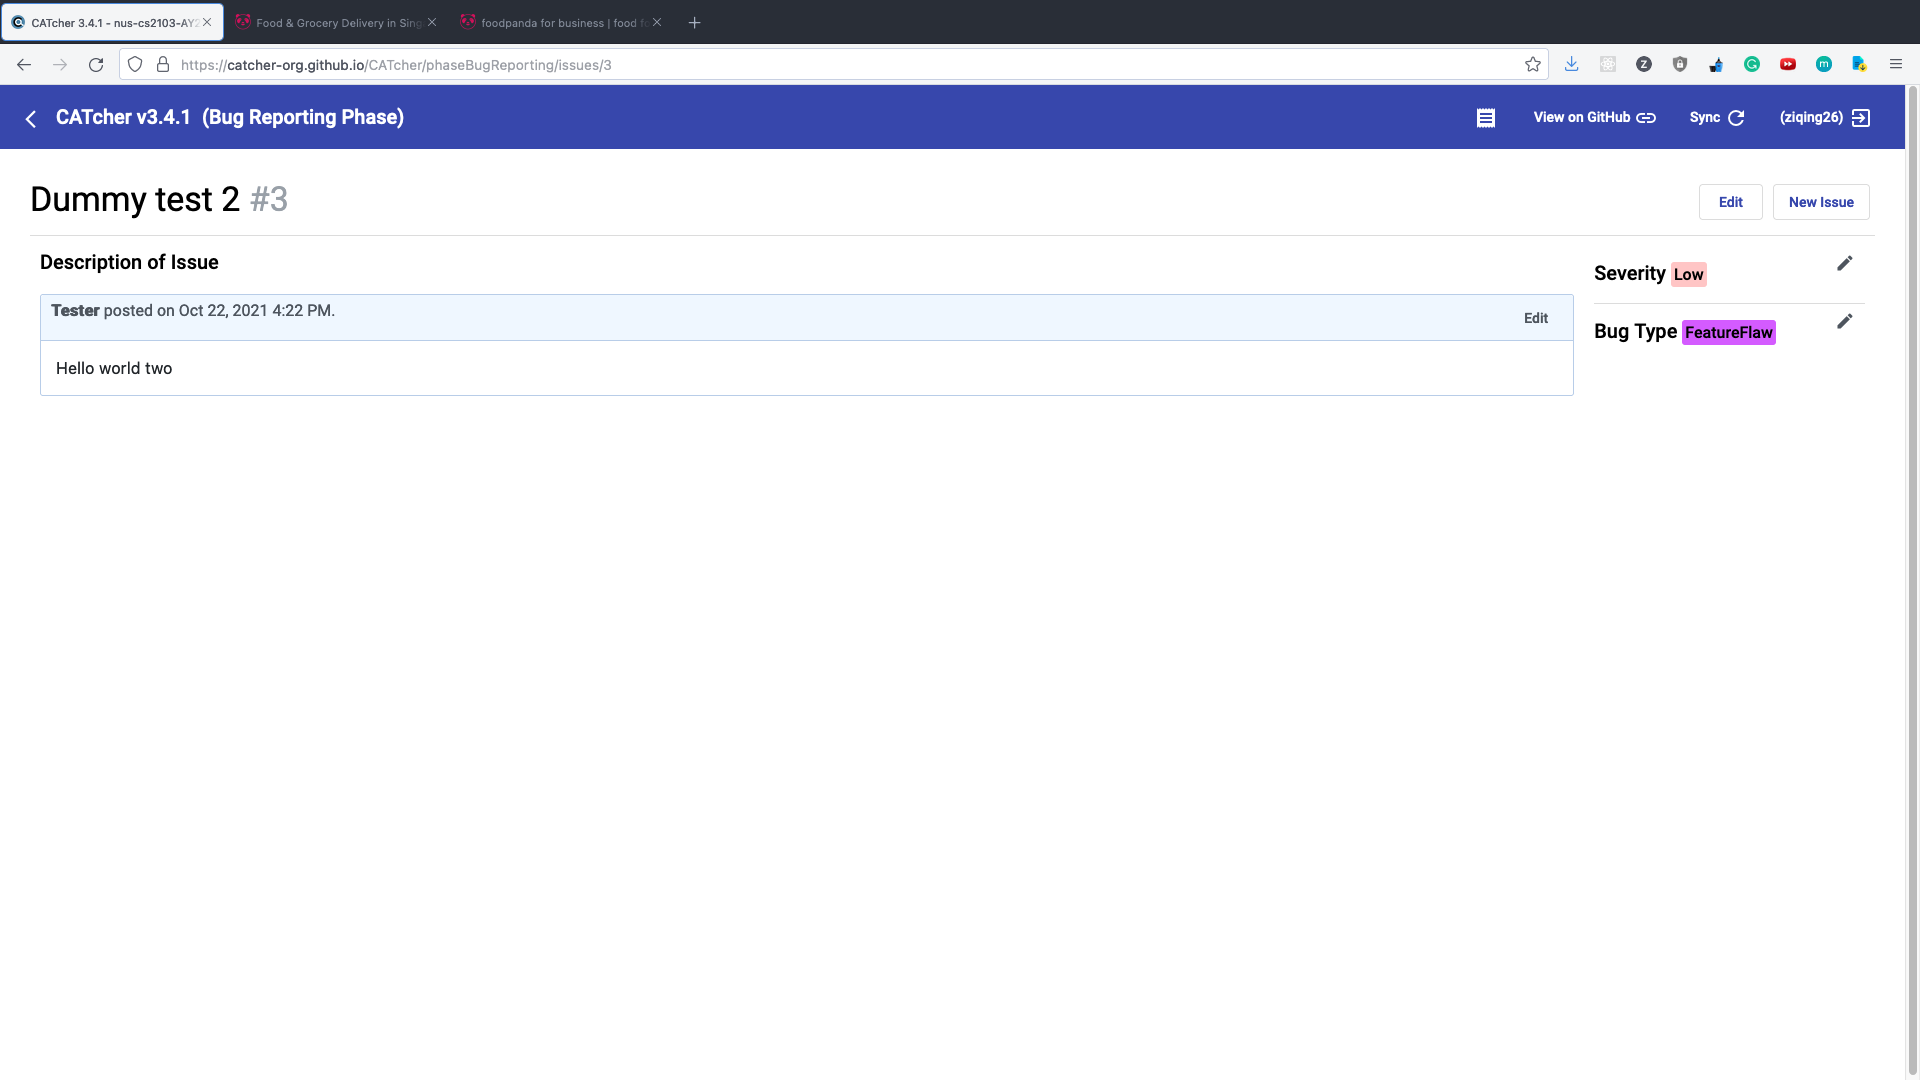 CATcher 3.4.1 - nus-cs2103-AY2
Food & Grocery Delivery in Sing
foodpanda for business | food f
https://catcher-org.github.io/CATcher/phaseBugReporting/issues/3
CATcher v3.4.1 (Bug Reporting Phase)
View on GitHub
Sync
(ziqing26)
Dummy test 2 #3
Edit
New Issue
Description of Issue
Severity Low
Tester posted on Oct 22, 2021 4:22 PM.
Edit
Bug Type FeatureFlaw
Hello world two